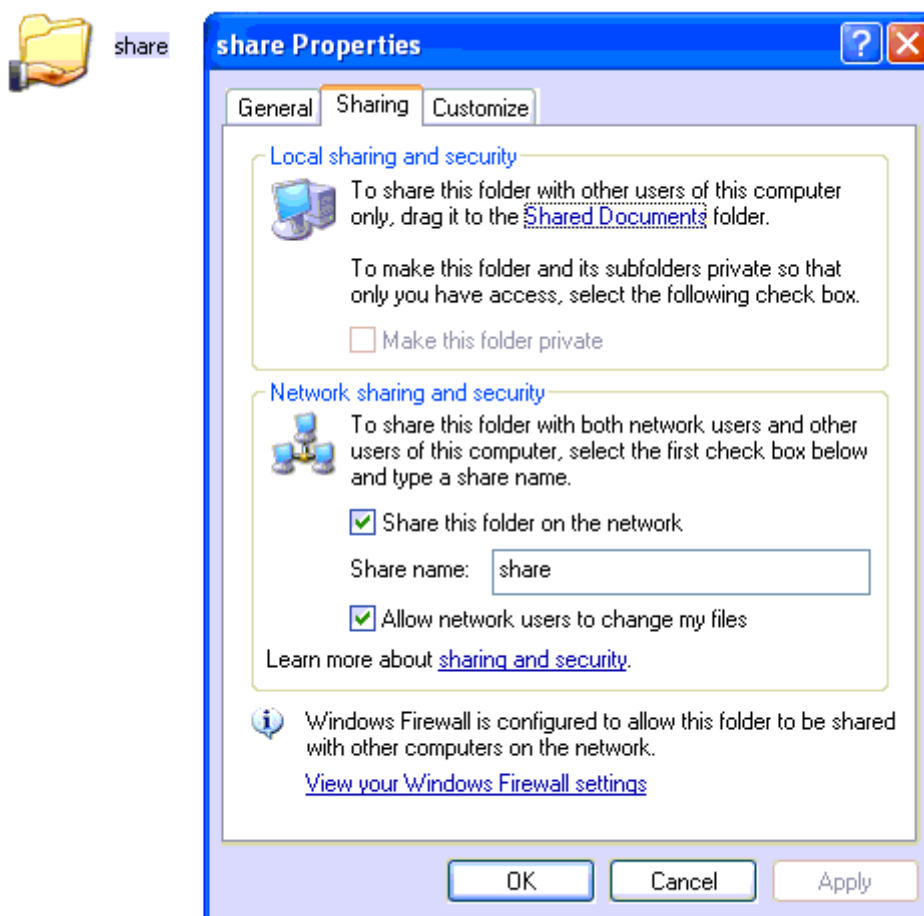 share
share Properties
General Sharing Customize
Local sharing and security
To share this folder with other users of this computer
only, drag it to the Shared Documents folder.
To make this folder and its subfolders private so that
only you have access, select the following check box.
Make this folder private
Network sharing and security
To share this folder with both network users and other
users of this computer, select the first check box below
and type a share name.
Share this folder on the network
Share name: share
Allow network users to change my files
Learn more about sharing and security.
Windows Firewall is configured to allow this folder to be shared
with other computers on the network.
View your Windows Firewall settings
OK Cancel Apply